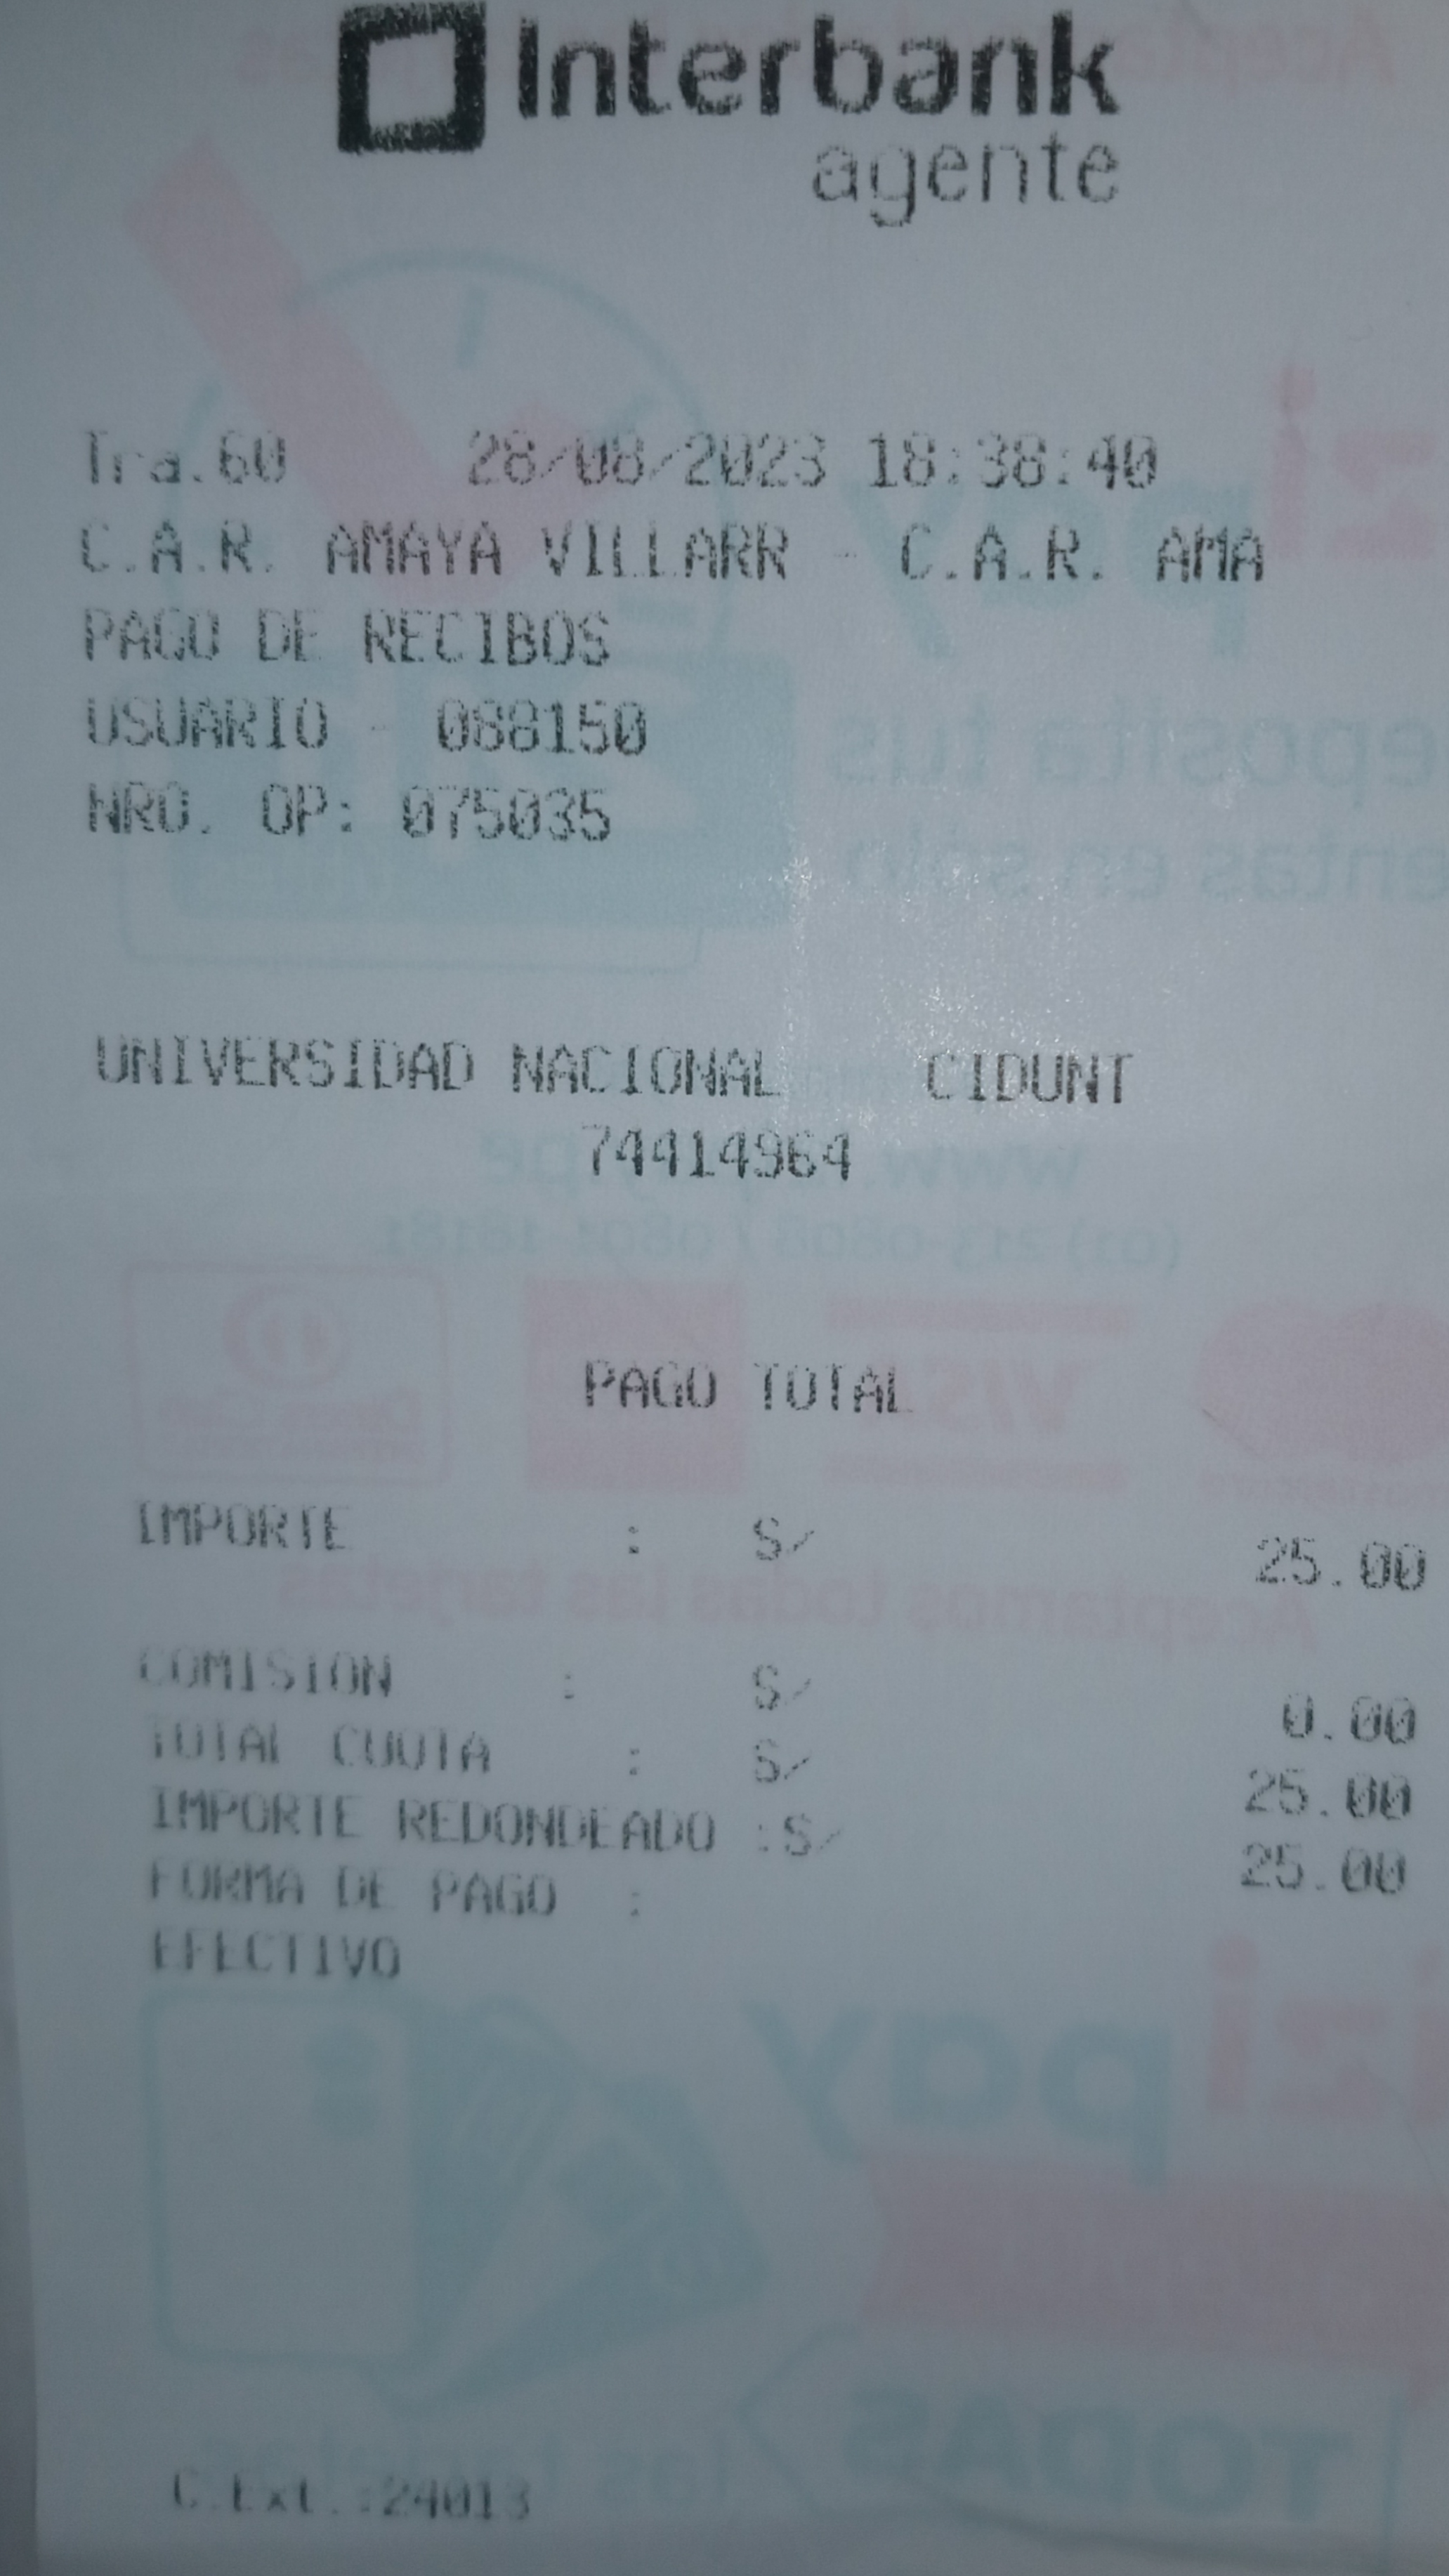 Interbank
agente
Tra.60 28/08/2023 18:38:40
C.A.R. AMAYA VILLARR - C.A.R. AMA
PAGO DE RECIBOS
USUARIO - 088150
NRO. OP: 075035
UNIVERSIDAD NACIONAL CIDUNT
74414964
PAGO TOTAL
IMPORTE : S/ 25.00
COMISION : S/ 0.00
TOTAL CUOTA : S/ 25.00
IMPORTE REDONDEADO :S/ 25.00
FORMA DE PAGO :
EFECTIVO
C.Ext.:24013